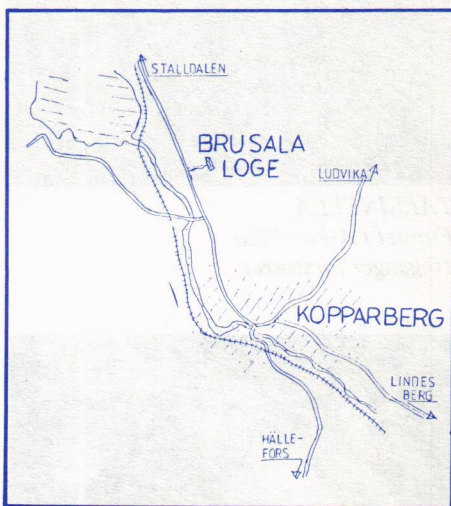 STALLDALEN
BRUSALA
LOGE
LUDVIKA
KOPPARBERG
LINDES
BERG
HÄLLE-
FORS